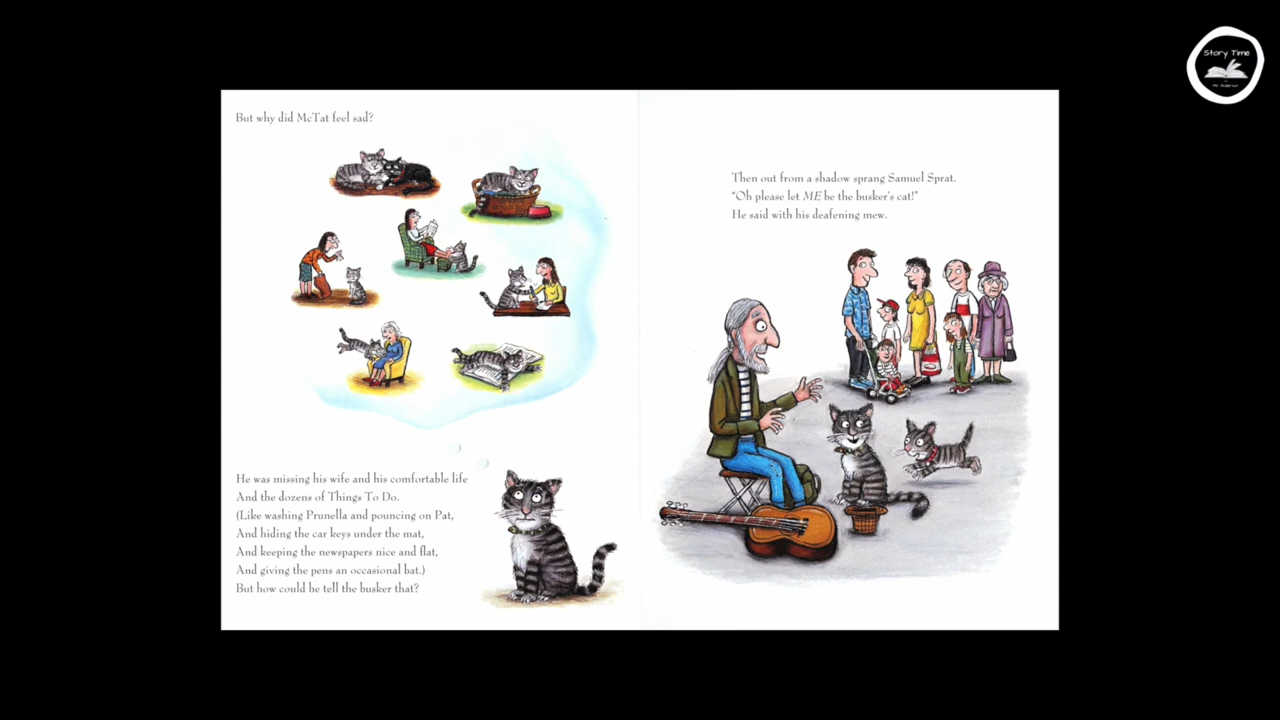 Story Time
But why did McTat feel sad?
He was missing his wife and his comfortable life
And the dozens of Things To Do.
(Like washing Prunella and pouncing on Pat,
And hiding the car keys under the mat,
And keeping the newspapers nice and flat,
And giving the pens an occasional bat.)
But how could he tell the busker that?
Then out from a shadow sprang Samuel Sprat.
"Oh please let ME be the busker's cat!"
He said with his deafening mew.